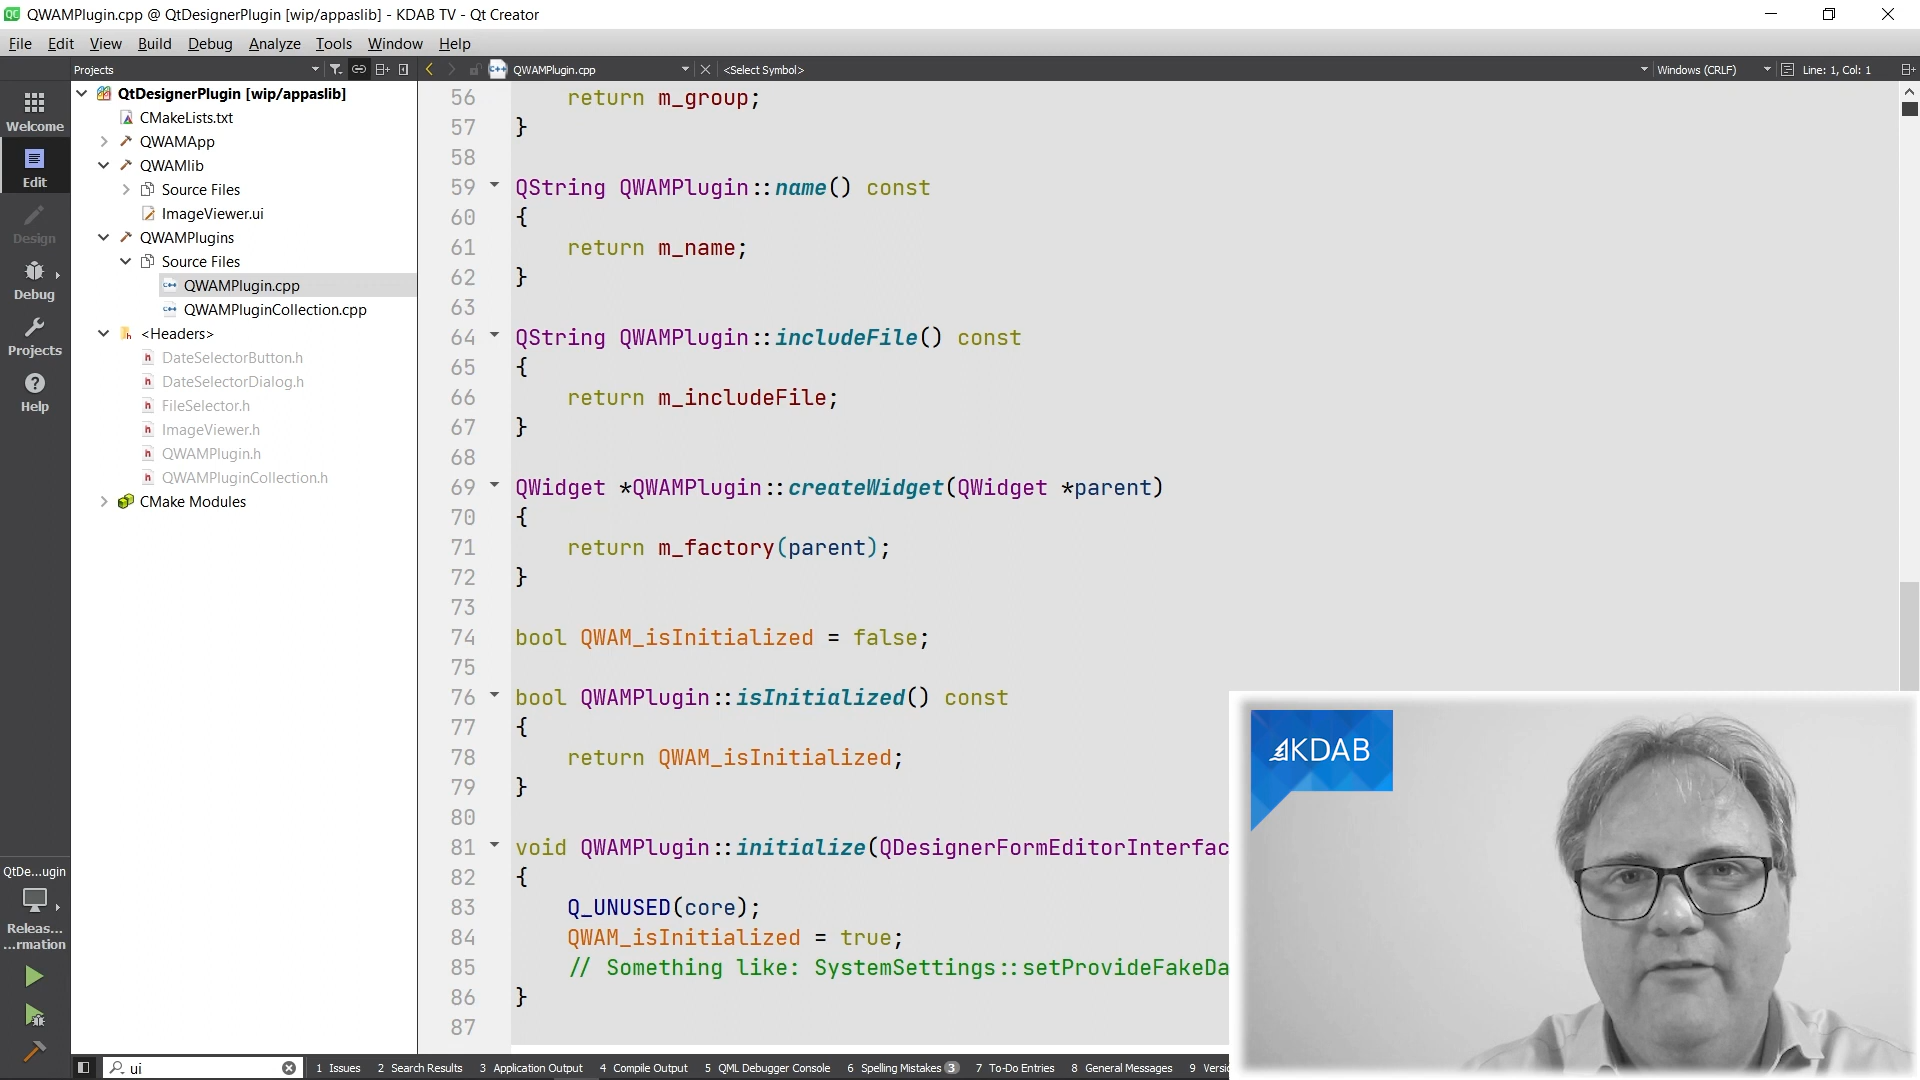 QWAMPlugin.cpp @ QtDesignerPlugin [wip/appaslib] - KDAB TV - Qt Creator
File Edit View Build Debug Analyze Tools Window Help
Projects
QWAMPlugin.cpp
<Select Symbol>
Windows (CRLF)
Line: 1, Col: 1
Welcome
Edit
Design
Debug
Projects
Help
QtDe...ugin
Releas...
...rmation
QtDesignerPlugin [wip/appaslib]
CMakeLists.txt
QWAMApp
QWAMlib
Source Files
ImageViewer.ui
QWAMPlugins
Source Files
QWAMPlugin.cpp
QWAMPluginCollection.cpp
<Headers>
DateSelectorButton.h
DateSelectorDialog.h
FileSelector.h
ImageViewer.h
QWAMPlugin.h
QWAMPluginCollection.h
CMake Modules
56 return m_group;
57 }
58
59 QString QWAMPlugin::name() const
60 {
61 return m_name;
62 }
63
64 QString QWAMPlugin::includeFile() const
65 {
66 return m_includeFile;
67 }
68
69 QWidget *QWAMPlugin::createWidget(QWidget *parent)
70 {
71 return m_factory(parent);
72 }
73
74 bool QWAM_isInitialized = false;
75
76 bool QWAMPlugin::isInitialized() const
77 {
78 return QWAM_isInitialized;
79 }
80
81 void QWAMPlugin::initialize(QDesignerFormEditorInterfac
82 {
83 Q_UNUSED(core);
84 QWAM_isInitialized = true;
85 // Something like: SystemSettings::setProvideFakeDa
86 }
87
KDAB
ui
1 Issues 2 Search Results 3 Application Output 4 Compile Output 5 QML Debugger Console 6 Spelling Mistakes 3 7 To-Do Entries 8 General Messages 9 Versi